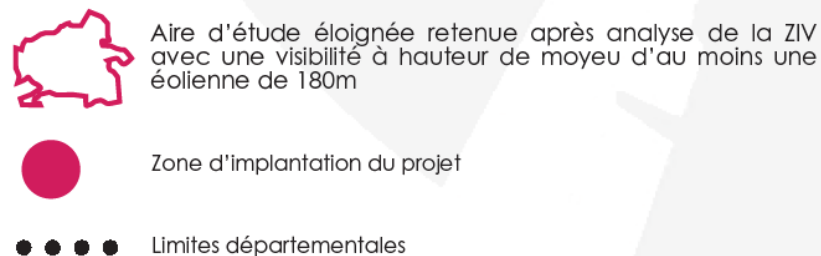 Aire d’étude éloignée retenue après analyse de la ZIV
avec une visibilité à hauteur de moyeu d’au moins une
éolienne de 180m
Zone d’implantation du projet
Limites départementales